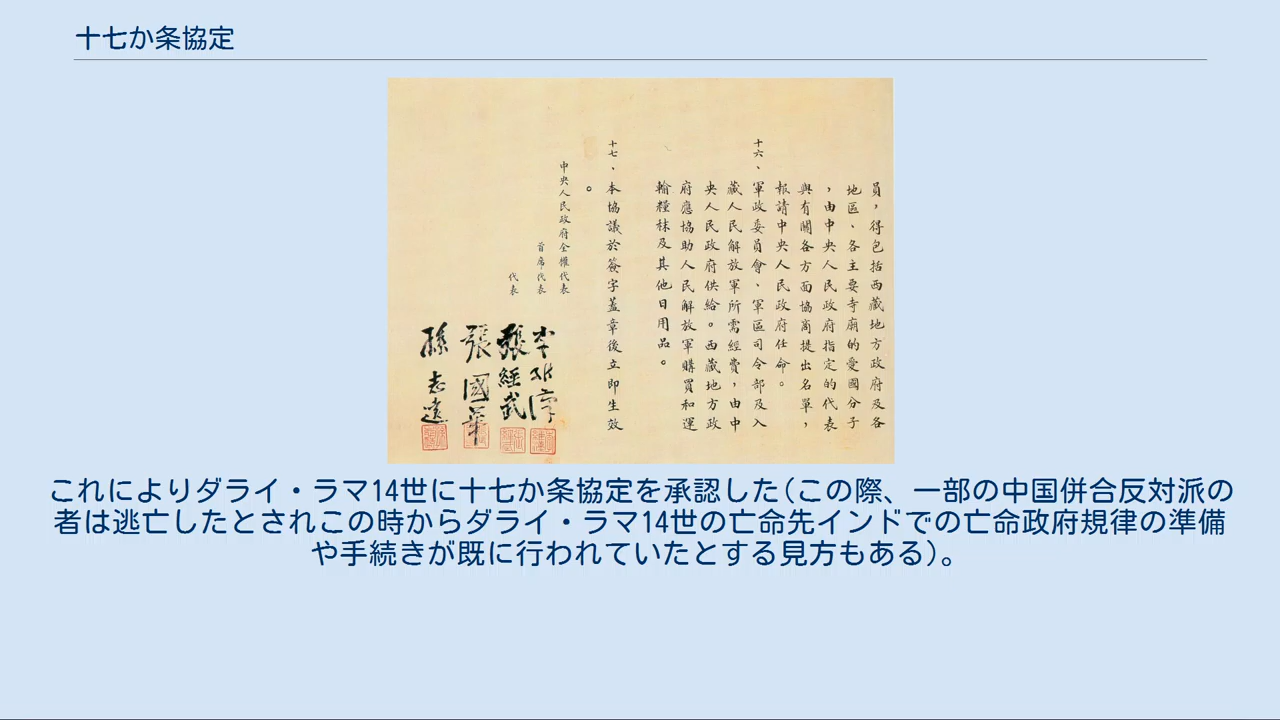 十七か条協定
員，得包括西藏地方政府及各
地區、各主要寺廟的愛國分子
，由中央人民政府指定的代表
與有關各方面協商提出名單，
報請中央人民政府任命。
十六、軍政委員會、軍區司令部及入
藏人民解放軍所需經費，由中
央人民政府供給。西藏地方政
府應協助人民解放軍購買和運
輸糧秣及其他日用品。
十七、本協議於簽字蓋章後立即生效
。
中央人民政府全權代表
首席代表
李維漢
代表
張經武
張國華
孫志遠
これによりダライ・ラマ14世に十七か条協定を承認した(この際、一部の中国併合反対派の
者は逃亡したとされこの時からダライ・ラマ14世の亡命先インドでの亡命政府規律の準備
や手続きが既に行われていたとする見方もある)。